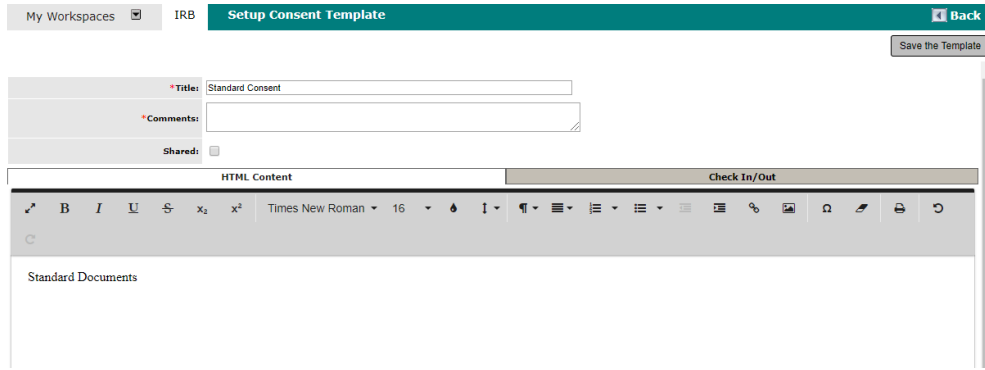 My Workspaces IRB Setup Consent Template Back
Save the Template
*Title: Standard Consent
*Comments:
Shared:
HTML Content Check In/Out
B I U S x₂ x² Times New Roman 16 ¶ Ω
Standard Documents